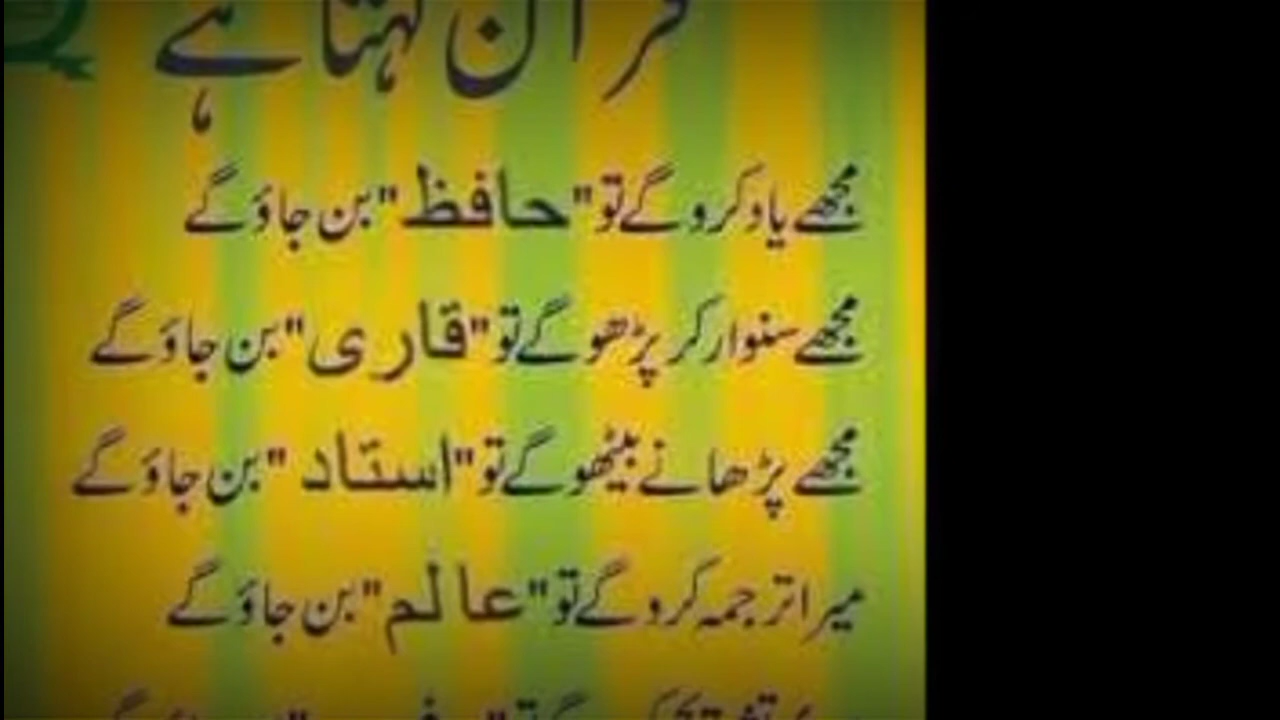 قرآن کہتا ہے
مجھے یاد کرو گے تو "حافظ" بن جاؤ گے
مجھے سنوار کر پڑھو گے تو "قاری" بن جاؤ گے
مجھے پڑھانے بیٹھو گے تو "استاد" بن جاؤ گے
میرا ترجمہ کرو گے تو "عالم" بن جاؤ گے